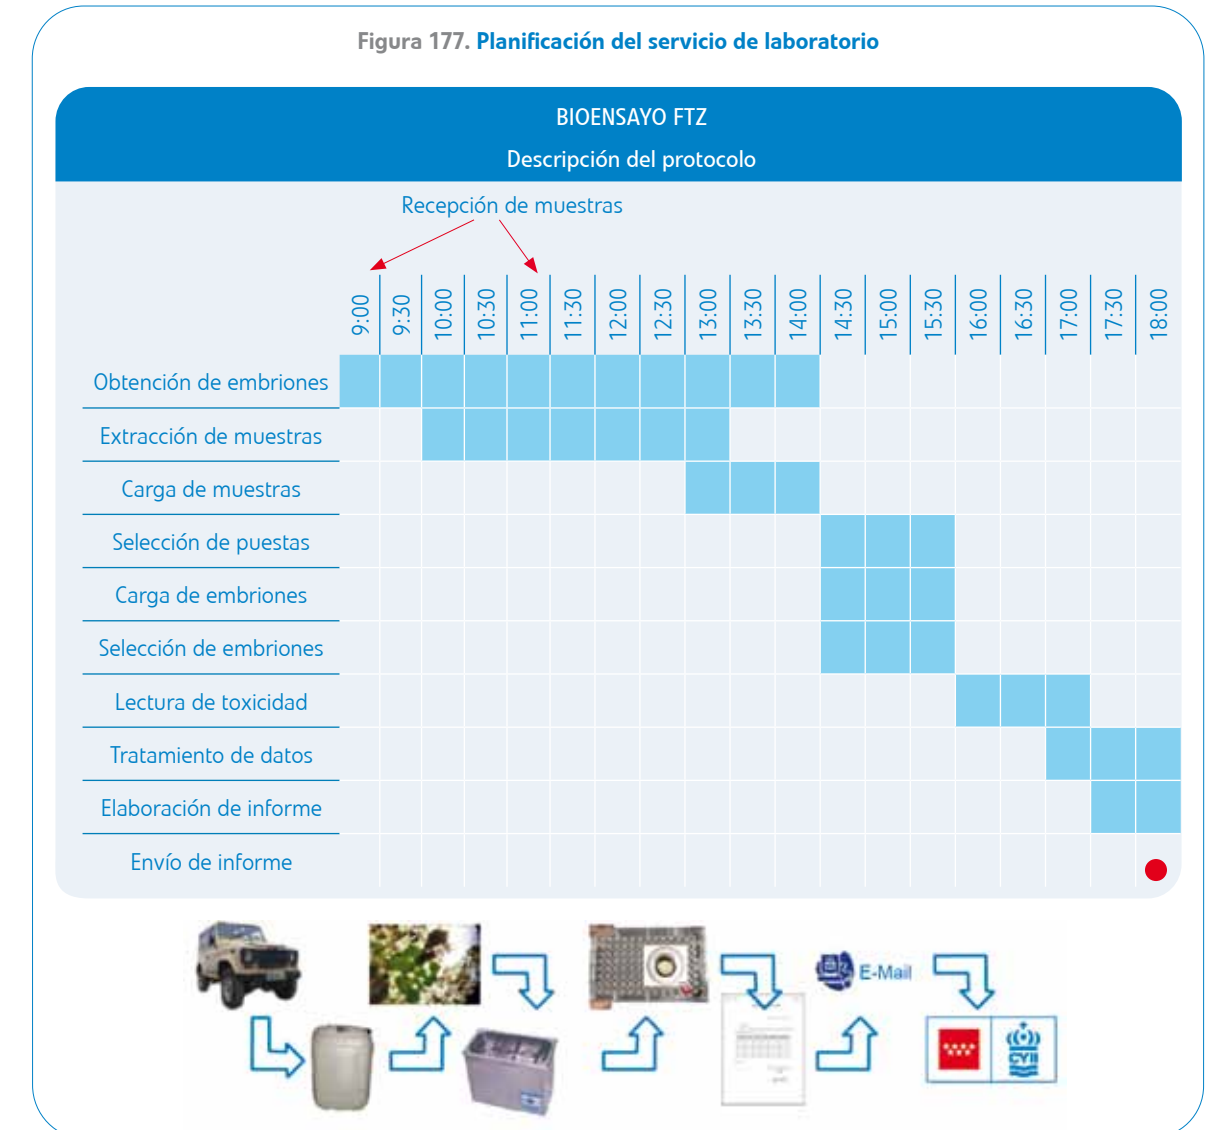 Figura 177. Planificación del servicio de laboratorio
BIOENSAYO FTZ
Descripción del protocolo
Recepción de muestras
9:00
9:30
10:00
10:30
11:00
11:30
12:00
12:30
13:00
13:30
14:00
14:30
15:00
15:30
16:00
16:30
17:00
17:30
18:00
Obtención de embriones
Extracción de muestras
Carga de muestras
Selección de puestas
Carga de embriones
Selección de embriones
Lectura de toxicidad
Tratamiento de datos
Elaboración de informe
Envío de informe
E-Mail
CYII